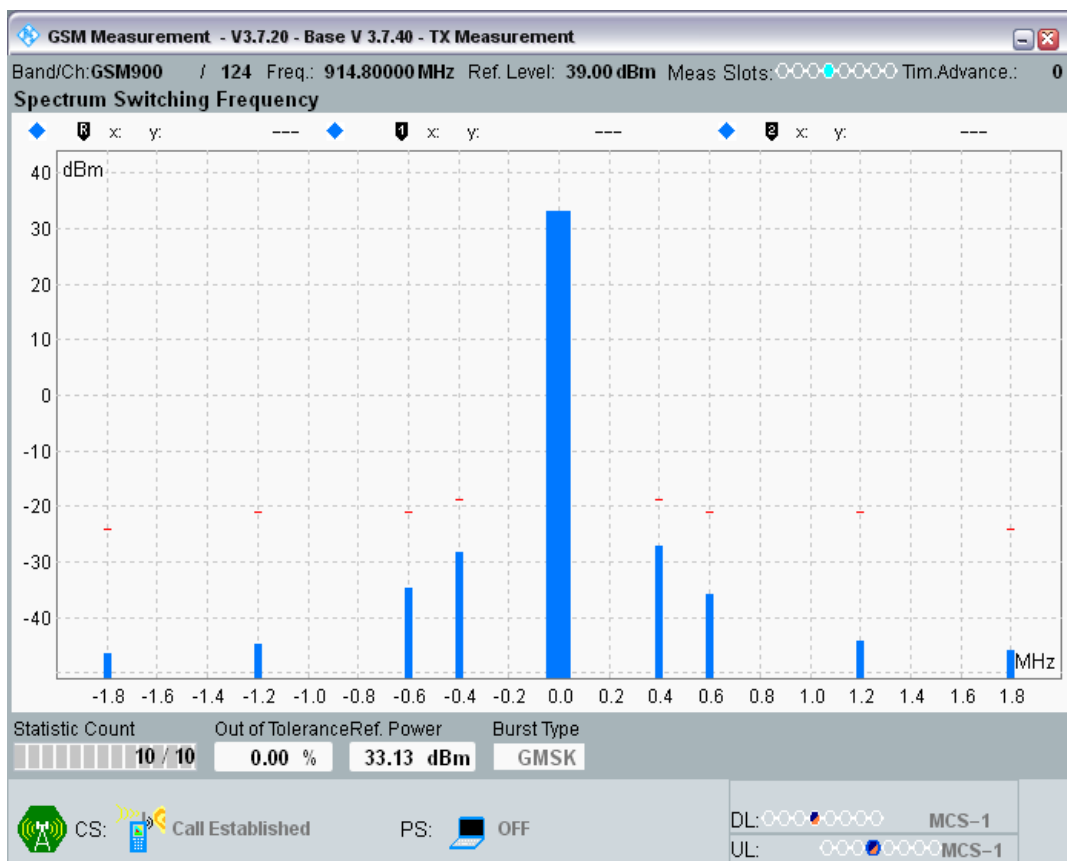 GSM Measurement - V3.7.20 - Base V 3.7.40 - TX Measurement
Band/Ch:GSM900 / 124 Freq.: 914.80000 MHz Ref. Level: 39.00 dBm Meas Slots: Tim.Advance.: 0
Spectrum Switching Frequency
R x: y: --- 1 x: y: --- 2 x: y: ---
dBm
40
30
20
10
0
-10
-20
-30
-40
MHz
-1.8 -1.6 -1.4 -1.2 -1.0 -0.8 -0.6 -0.4 -0.2 0.0 0.2 0.4 0.6 0.8 1.0 1.2 1.4 1.6 1.8
Statistic Count Out of Tolerance Ref. Power Burst Type
10 / 10 0.00 % 33.13 dBm GMSK
CS: Call Established PS: OFF
DL: MCS-1
UL: MCS-1